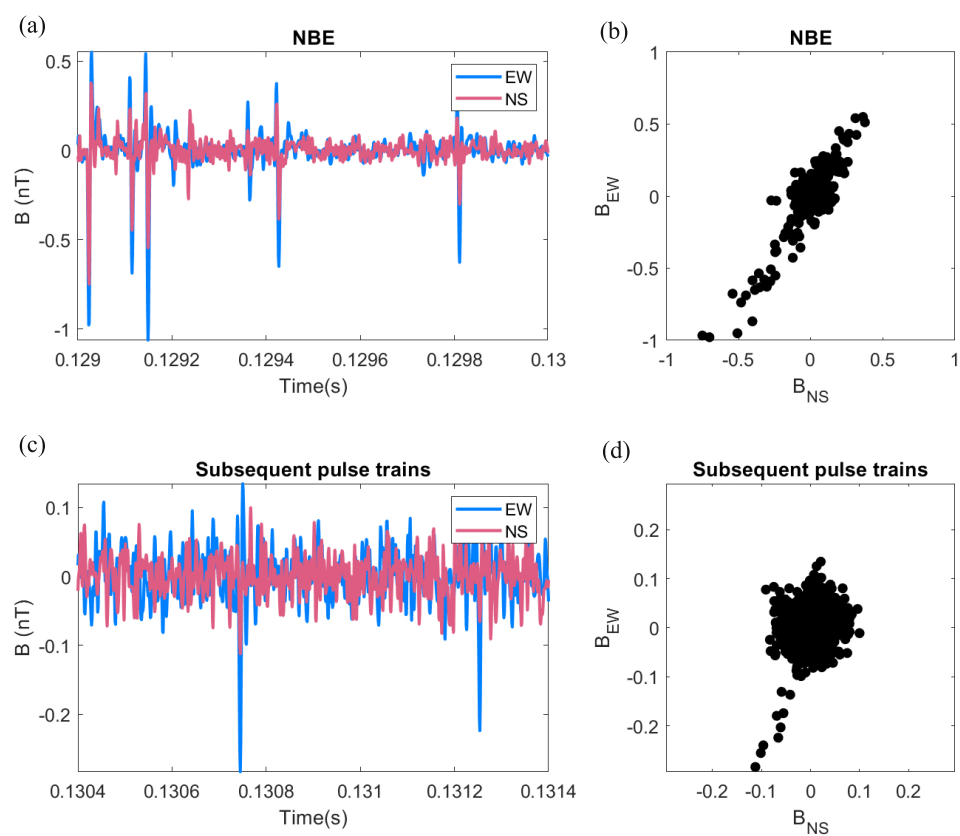 (a)
NBE
0.5
0
-0.5
-1
B (nT)
EW
NS
0.129
0.1292
0.1294
0.1296
0.1298
0.13
Time(s)
(b)
NBE
1
0.5
0
-0.5
-1
B_EW
-1
-0.5
0
0.5
1
B_NS
(c)
Subsequent pulse trains
0.1
0
-0.1
-0.2
B (nT)
EW
NS
0.1304
0.1306
0.1308
0.131
0.1312
0.1314
Time(s)
(d)
Subsequent pulse trains
0.2
0.1
0
-0.1
-0.2
B_EW
-0.2
-0.1
0
0.1
0.2
B_NS